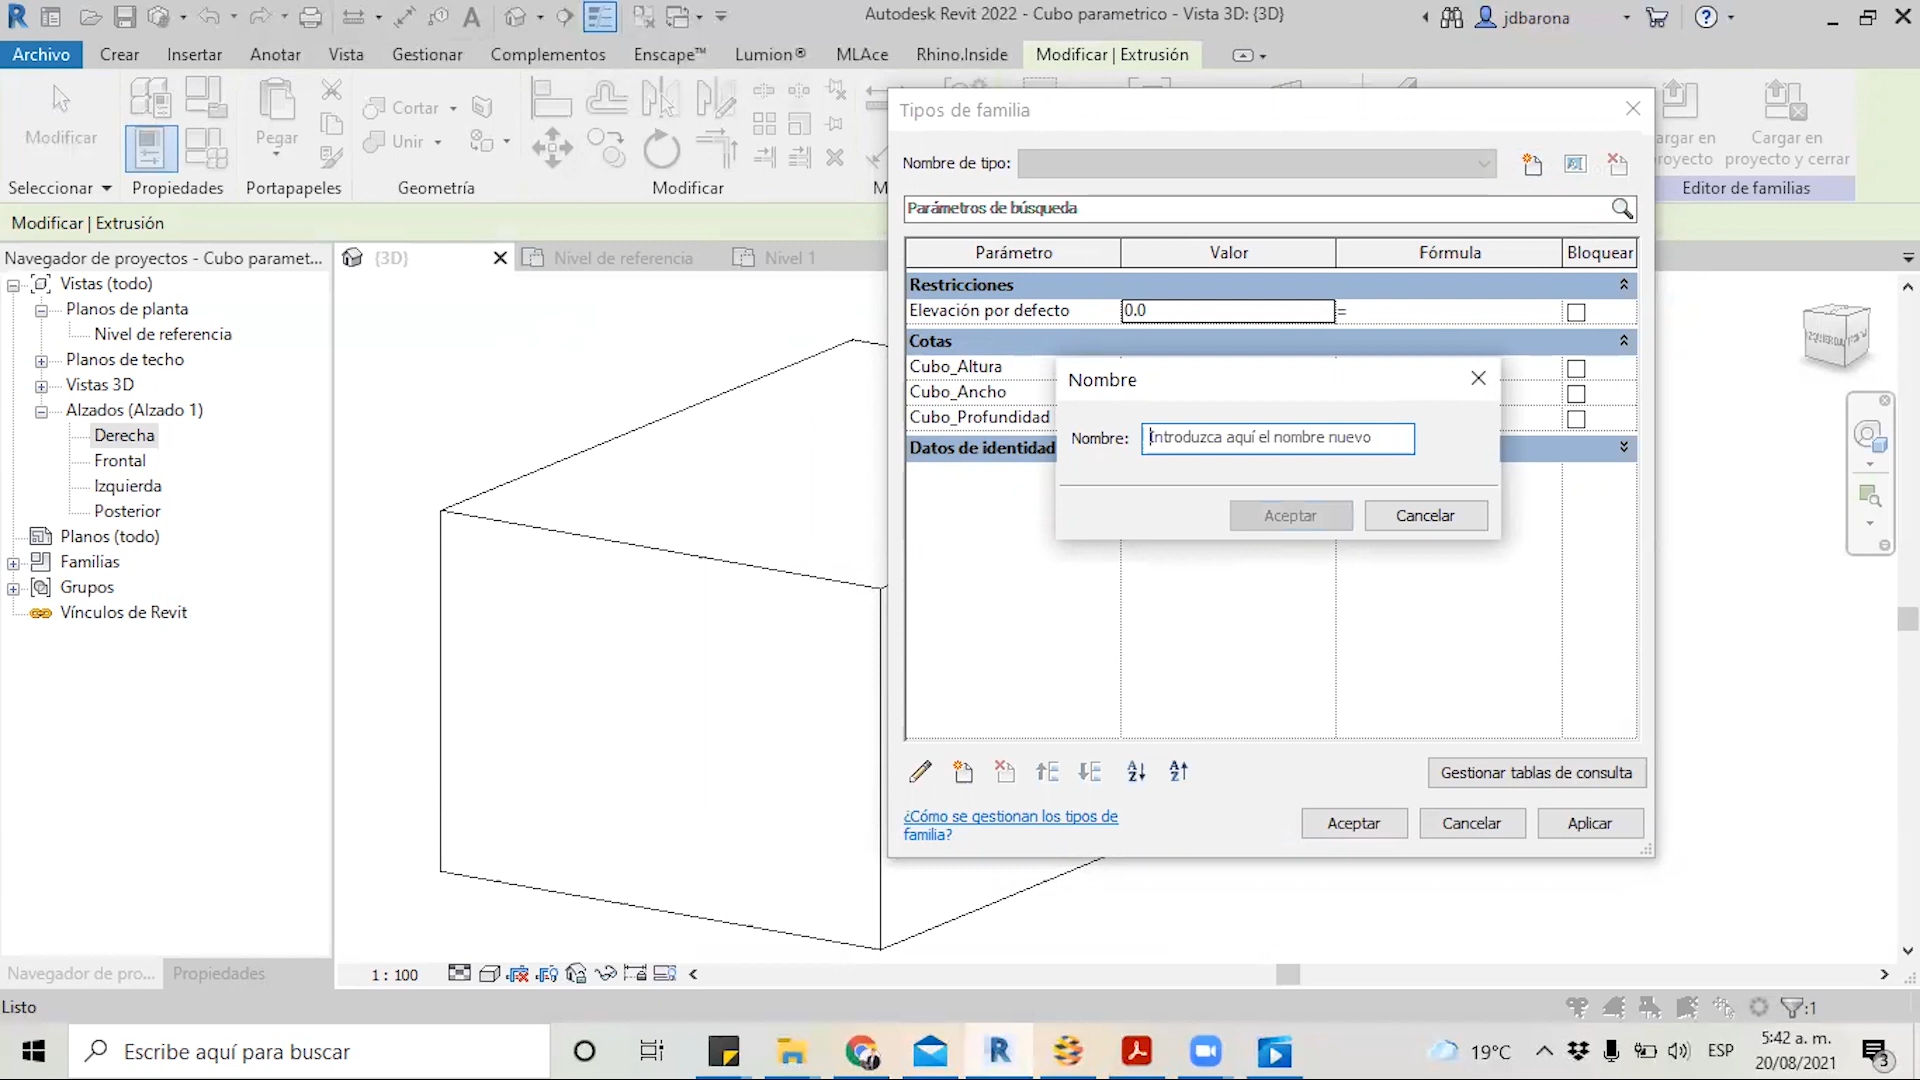 Autodesk Revit 2022 - Cubo parametrico - Vista 3D: {3D}
jdbarona
Archivo Crear Insertar Anotar Vista Gestionar Complementos Enscape™ Lumion® MLAce Rhino.Inside Modificar | Extrusión
Modificar
Pegar
Cortar
Unir
Seleccionar Propiedades Portapapeles Geometría Modificar M
argar en
royecto
Cargar en
proyecto y cerrar
Editor de familias
Modificar | Extrusión
Navegador de proyectos - Cubo paramet...
Vistas (todo)
Planos de planta
Nivel de referencia
Planos de techo
Vistas 3D
Alzados (Alzado 1)
Derecha
Frontal
Izquierda
Posterior
Planos (todo)
Familias
Grupos
Vínculos de Revit
{3D}
Nivel de referencia
Nivel 1
Tipos de familia
Nombre de tipo:
Parámetros de búsqueda
Parámetro Valor Fórmula Bloquear
Restricciones
Elevación por defecto 0.0 =
Cotas
Cubo_Altura
Cubo_Ancho
Cubo_Profundidad
Datos de identidad
Nombre
Nombre: Introduzca aquí el nombre nuevo
Aceptar Cancelar
Gestionar tablas de consulta
¿Cómo se gestionan los tipos de
familia?
Aceptar Cancelar Aplicar
Navegador de pro... Propiedades
1 : 100
Listo
:1
Escribe aquí para buscar
19°C
ESP
5:42 a. m.
20/08/2021
3